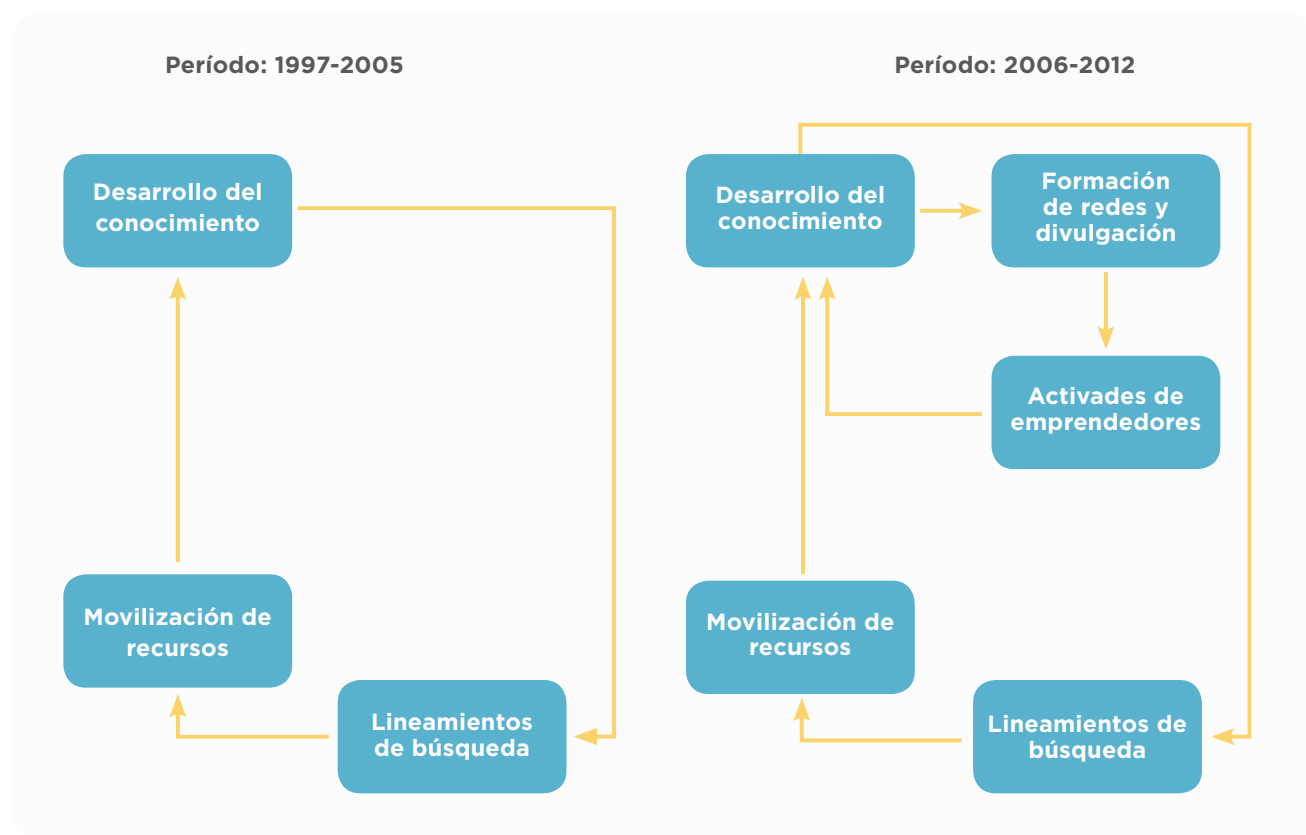 Período: 1997-2005
Desarrollo del
conocimiento
Movilización de
recursos
Lineamientos
de búsqueda
Período: 2006-2012
Desarrollo del
conocimiento
Formación
de redes y
divulgación
Activades de
emprendedores
Movilización de
recursos
Lineamientos de
búsqueda